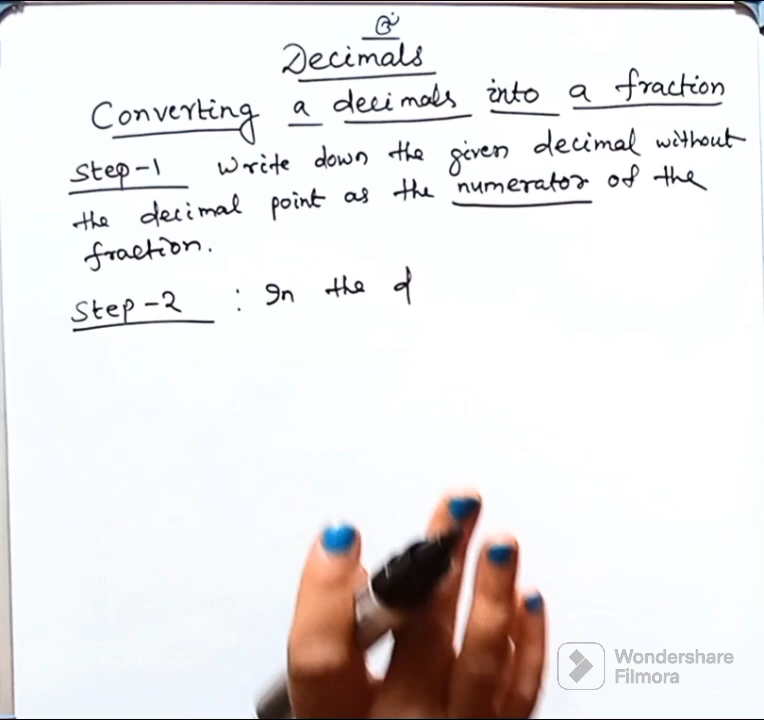 Decimals
Converting a decimals into a fraction
Step-1 Write down the given decimal without
the decimal point as the numerator of the
fraction.
Step-2 : In the d
Wondershare
Filmora